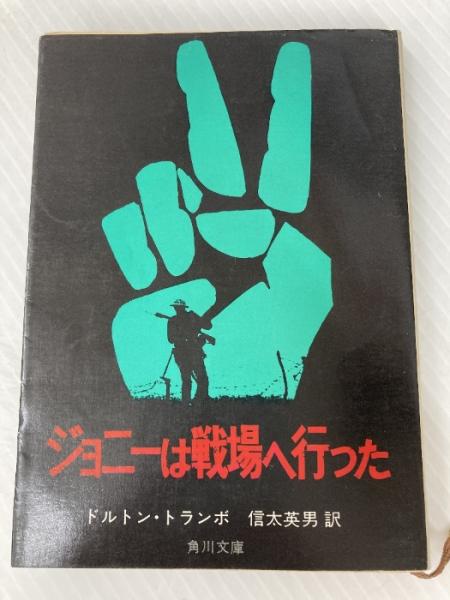 ジョニーは戦場へ行った
ドルトン・トランボ 信太英男 訳
角川文庫